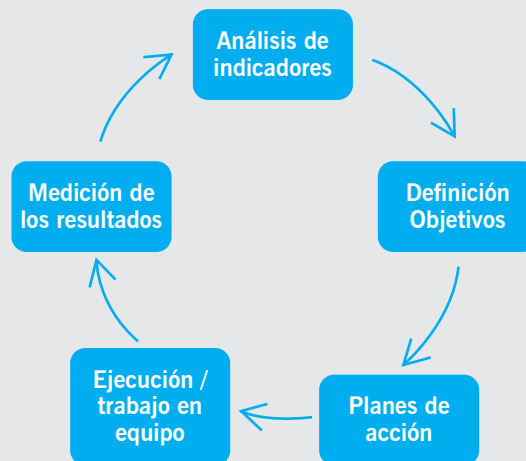 Análisis de
indicadores
Definición
Objetivos
Planes de
acción
Ejecución /
trabajo en
equipo
Medición de
los resultados